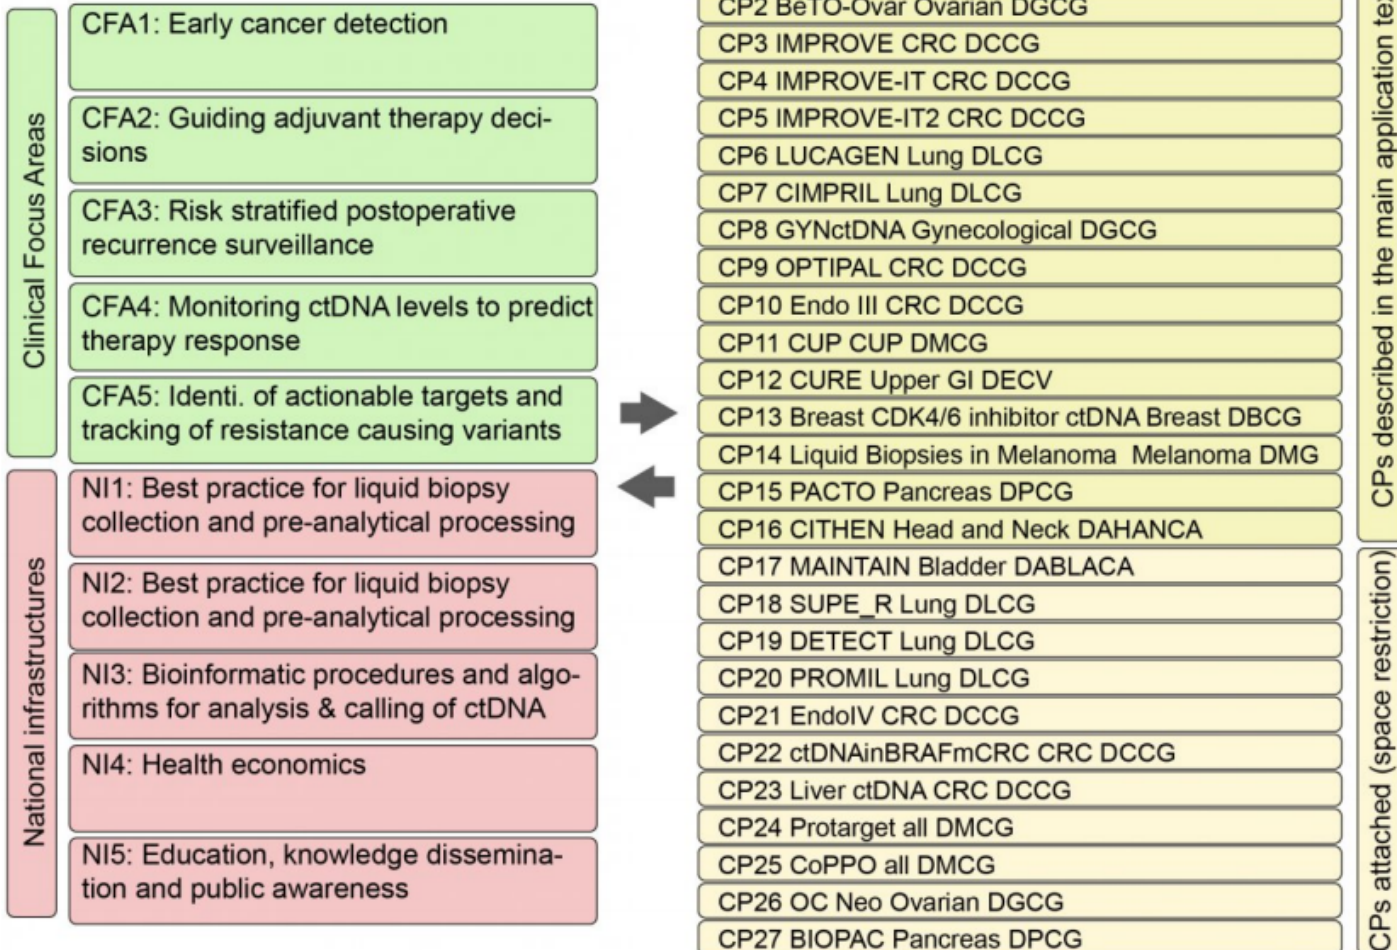 Clinical Focus Areas
CFA1: Early cancer detection
CFA2: Guiding adjuvant therapy deci-
sions
CFA3: Risk stratified postoperative
recurrence surveillance
CFA4: Monitoring ctDNA levels to predict
therapy response
CFA5: Identi. of actionable targets and
tracking of resistance causing variants
National infrastructures
NI1: Best practice for liquid biopsy
collection and pre-analytical processing
NI2: Best practice for liquid biopsy
collection and pre-analytical processing
NI3: Bioinformatic procedures and algo-
rithms for analysis & calling of ctDNA
NI4: Health economics
NI5: Education, knowledge dissemina-
tion and public awareness
CP2 BeTO-Ovar Ovarian DGCG
CP3 IMPROVE CRC DCCG
CP4 IMPROVE-IT CRC DCCG
CP5 IMPROVE-IT2 CRC DCCG
CP6 LUCAGEN Lung DLCG
CP7 CIMPRIL Lung DLCG
CP8 GYNctDNA Gynecological DGCG
CP9 OPTIPAL CRC DCCG
CP10 Endo III CRC DCCG
CP11 CUP CUP DMCG
CP12 CURE Upper GI DECV
CP13 Breast CDK4/6 inhibitor ctDNA Breast DBCG
CP14 Liquid Biopsies in Melanoma Melanoma DMG
CP15 PACTO Pancreas DPCG
CP16 CITHEN Head and Neck DAHANCA
CP17 MAINTAIN Bladder DABLACA
CP18 SUPE_R Lung DLCG
CP19 DETECT Lung DLCG
CP20 PROMIL Lung DLCG
CP21 EndoIV CRC DCCG
CP22 ctDNAinBRAFmCRC CRC DCCG
CP23 Liver ctDNA CRC DCCG
CP24 Protarget all DMCG
CP25 CoPPO all DMCG
CP26 OC Neo Ovarian DGCG
CP27 BIOPAC Pancreas DPCG
CPs described in the main application
CPs attached (space restriction)